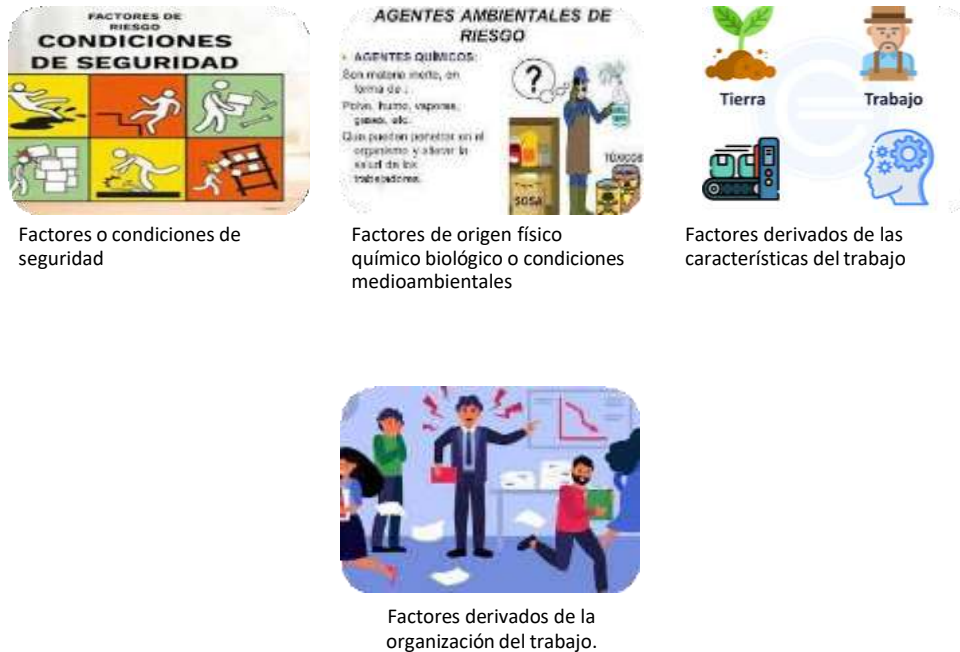 FACTORES DE
RIESGO
CONDICIONES
DE SEGURIDAD
AGENTES AMBIENTALES DE
RIESGO
AGENTES QUÍMICOS:
Son materia inerte, en
forma de :
Polvo, humo, vapores,
gases, etc.
Que pueden penetrar en el
organismo y alterar la
salud de los
trabajadores.
?
TÓXICOS
SOSA
Tierra
Trabajo
Factores o condiciones de
seguridad
Factores de origen físico
químico biológico o condiciones
medioambientales
Factores derivados de las
características del trabajo
Factores derivados de la
organización del trabajo.